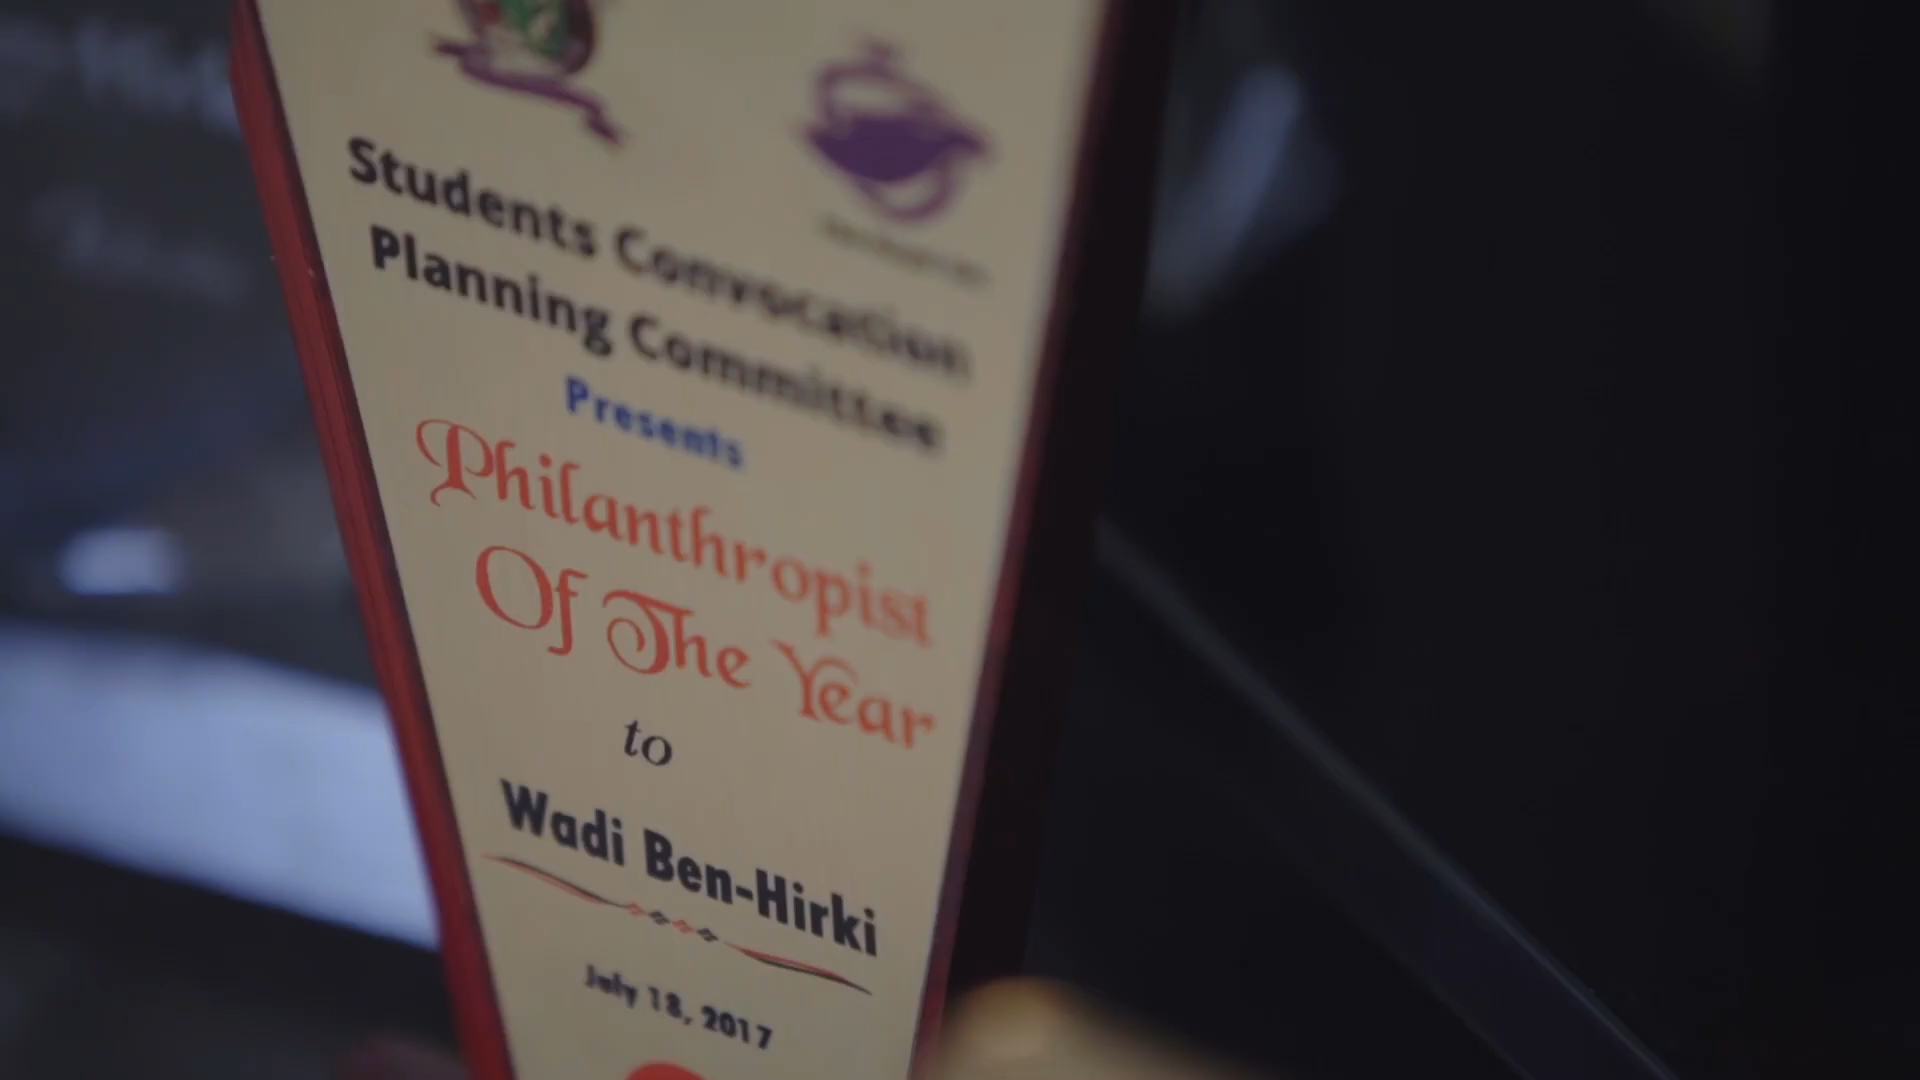 Students Convocation
Planning Committee
Presents
Philanthropist
Of The Year
to
Wadi Ben-Hirki
July 18, 2017